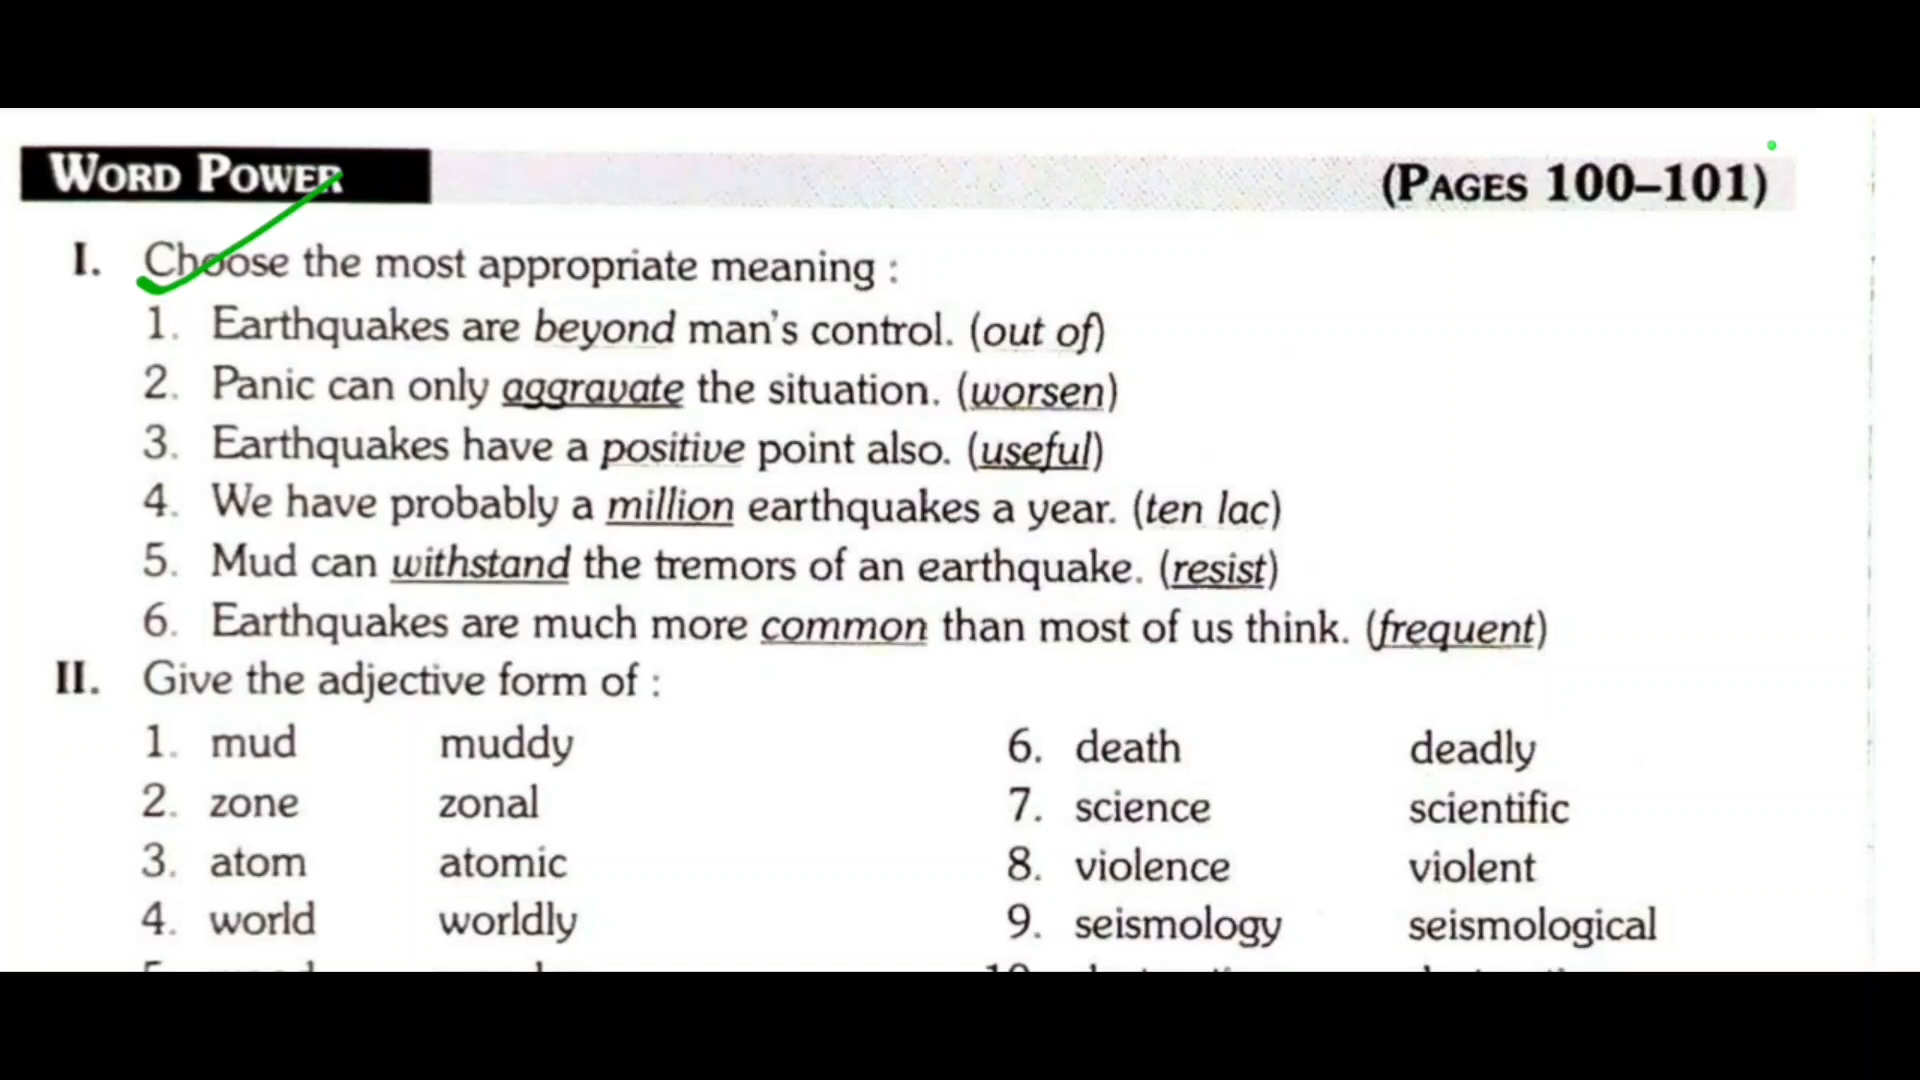 WORD POWER (PAGES 100–101)
I. Choose the most appropriate meaning :
1. Earthquakes are beyond man's control. (out of)
2. Panic can only aggravate the situation. (worsen)
3. Earthquakes have a positive point also. (useful)
4. We have probably a million earthquakes a year. (ten lac)
5. Mud can withstand the tremors of an earthquake. (resist)
6. Earthquakes are much more common than most of us think. (frequent)
II. Give the adjective form of :
1. mud muddy 6. death deadly
2. zone zonal 7. science scientific
3. atom atomic 8. violence violent
4. world worldly 9. seismology seismological